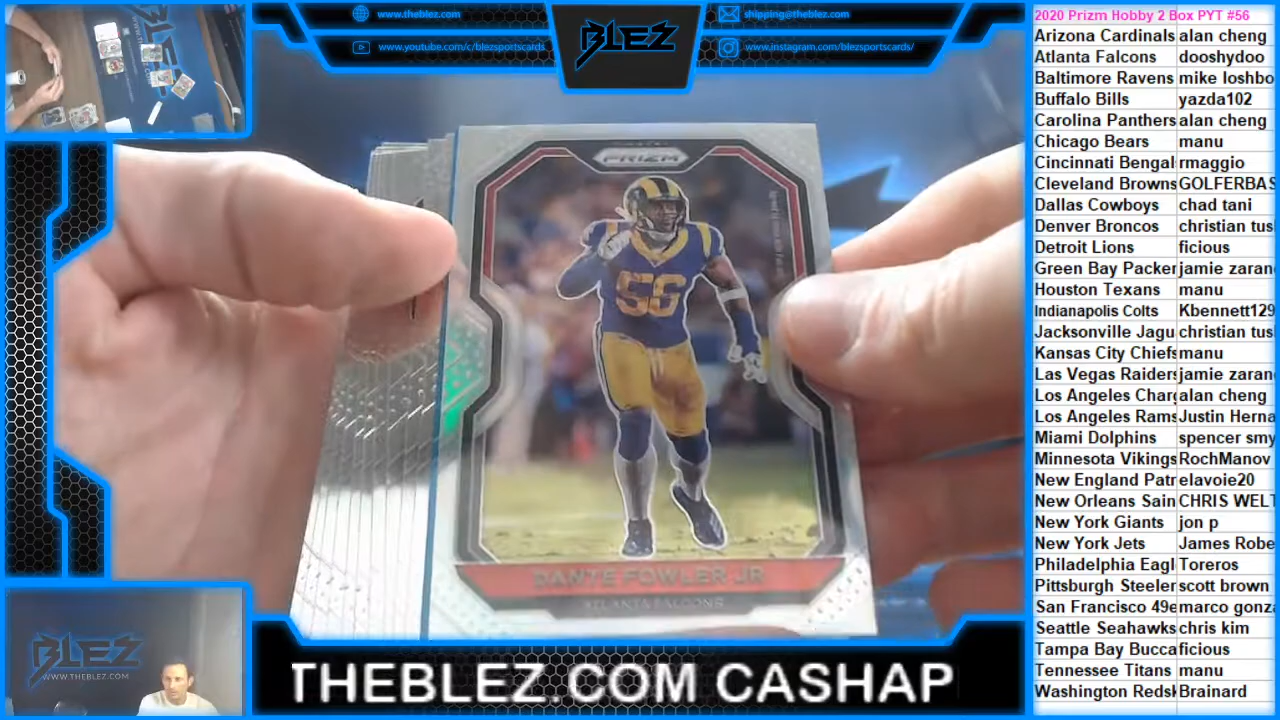 www.theblez.com
www.youtube.com/c/blezsportscards
BLEZ
shipping@theblez.com
www.instagram.com/blezsportscards/
PRIZM
56
DANTE FOWLER JR
ATLANTA FALCONS
BLEZ
WWW.THEBLEZ.COM
THEBLEZ.COM CASHAP
2020 Prizm Hobby 2 Box PYT #56
Arizona Cardinals alan cheng
Atlanta Falcons dooshydoo
Baltimore Ravens mike loshbo
Buffalo Bills yazda102
Carolina Panthers alan cheng
Chicago Bears manu
Cincinnati Bengal rmaggio
Cleveland Browns GOLFERBAS
Dallas Cowboys chad tani
Denver Broncos christian tus
Detroit Lions ficious
Green Bay Packer jamie zaran
Houston Texans manu
Indianapolis Colts Kbennett129
Jacksonville Jagu christian tus
Kansas City Chiefs manu
Las Vegas Raiders jamie zaran
Los Angeles Charg alan cheng
Los Angeles Rams Justin Herna
Miami Dolphins spencer smy
Minnesota Vikings RochManov
New England Patr elavoie20
New Orleans Sain CHRIS WELT
New York Giants jon p
New York Jets James Robe
Philadelphia Eagl Toreros
Pittsburgh Steeler scott brown
San Francisco 49e marco gonza
Seattle Seahawks chris kim
Tampa Bay Bucca ficious
Tennessee Titans manu
Washington Redsk Brainard